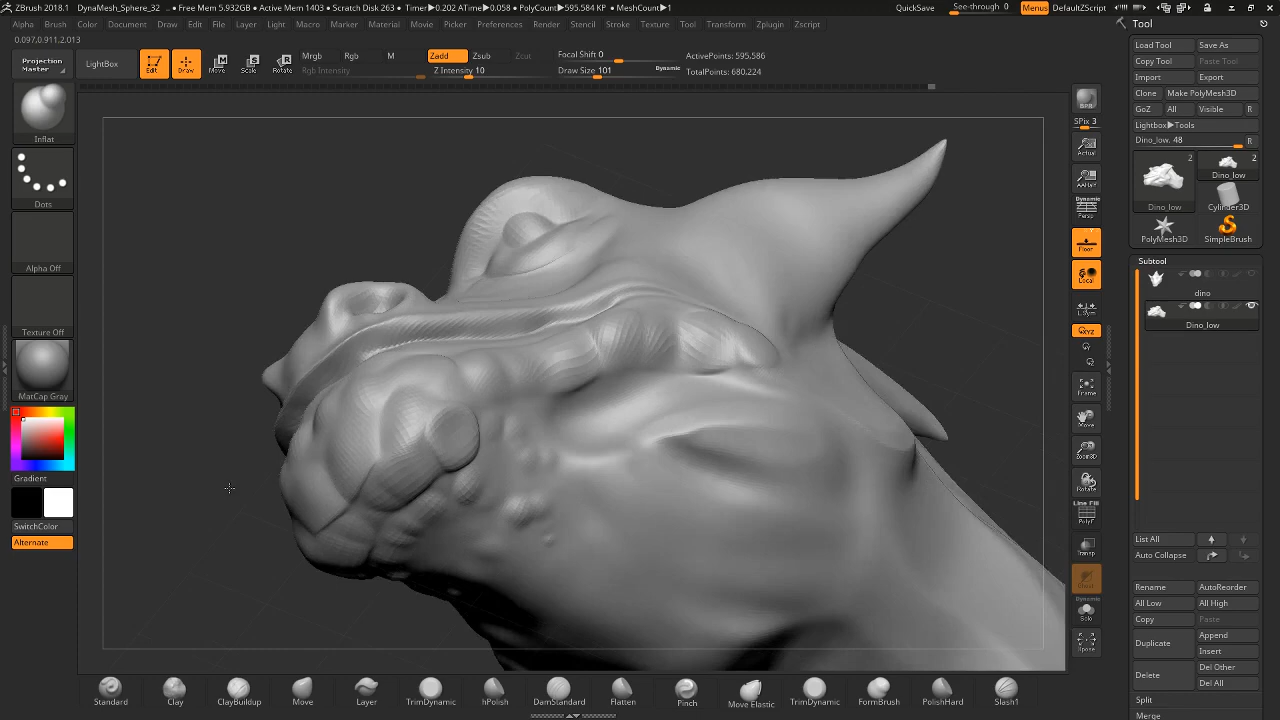 ZBrush 2018.1 DynaMesh_Sphere_32 .. • Free Mem 5.932GB • Active Mem 1403 • Scratch Disk 263 • Timer▶0.202 ATime▶0.058 • PolyCount▶595.584 KP • MeshCount▶1 QuickSave See-through 0 Menus DefaultZScript
Alpha Brush Color Document Draw Edit File Layer Light Macro Marker Material Movie Picker Preferences Render Stencil Stroke Texture Tool Transform Zplugin Zscript
0.097,0.911,2.013
Projection Master
LightBox
Edit
Draw
Move
Scale
Rotate
Mrgb Rgb M
Rgb Intensity
Zadd Zsub Zcut
Z Intensity 10
Focal Shift 0
Draw Size 101
Dynamic
ActivePoints: 595,586
TotalPoints: 680,224
Inflat
Dots
Alpha Off
Texture Off
MatCap Gray
Gradient
SwitchColor
Alternate
BPR
SPix 3
Actual
AAHalf
Dynamic
Persp
Floor
Local
L.Sym
XYZ
Frame
Move
Zoom3D
Rotate
Line Fill
PolyF
Transp
Dynamic
Solo
Xpose
Tool
Load Tool Save As
Copy Tool Paste Tool
Import Export
Clone Make PolyMesh3D
GoZ All Visible R
Lightbox▶Tools
Dino_low. 48 R
2
2
Dino_low
Dino_low
Cylinder3D
PolyMesh3D
SimpleBrush
Subtool
dino
Dino_low
List All
Auto Collapse
Rename AutoReorder
All Low All High
Copy Paste
Duplicate
Append
Insert
Delete
Del Other
Del All
Split
Merge
Standard Clay ClayBuildup Move Layer TrimDynamic hPolish DamStandard Flatten Pinch Move Elastic TrimDynamic FormBrush PolishHard Slash1